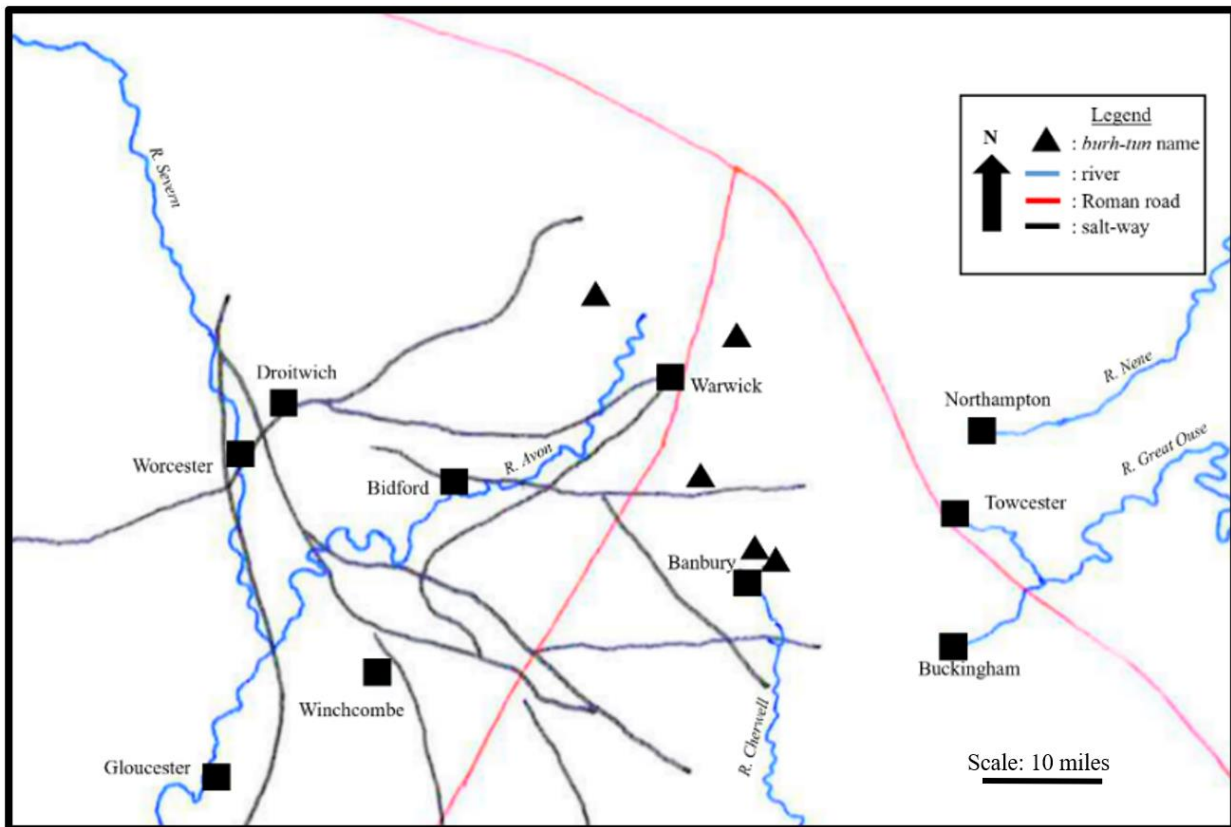 Legend
N
: burh-tun name
: river
: Roman road
: salt-way
R. Severn
Droitwich
Warwick
R. Nene
Northampton
R. Great Ouse
Worcester
Bidford
R. Avon
Towcester
Banbury
Buckingham
Winchcombe
R. Cherwell
Gloucester
Scale: 10 miles